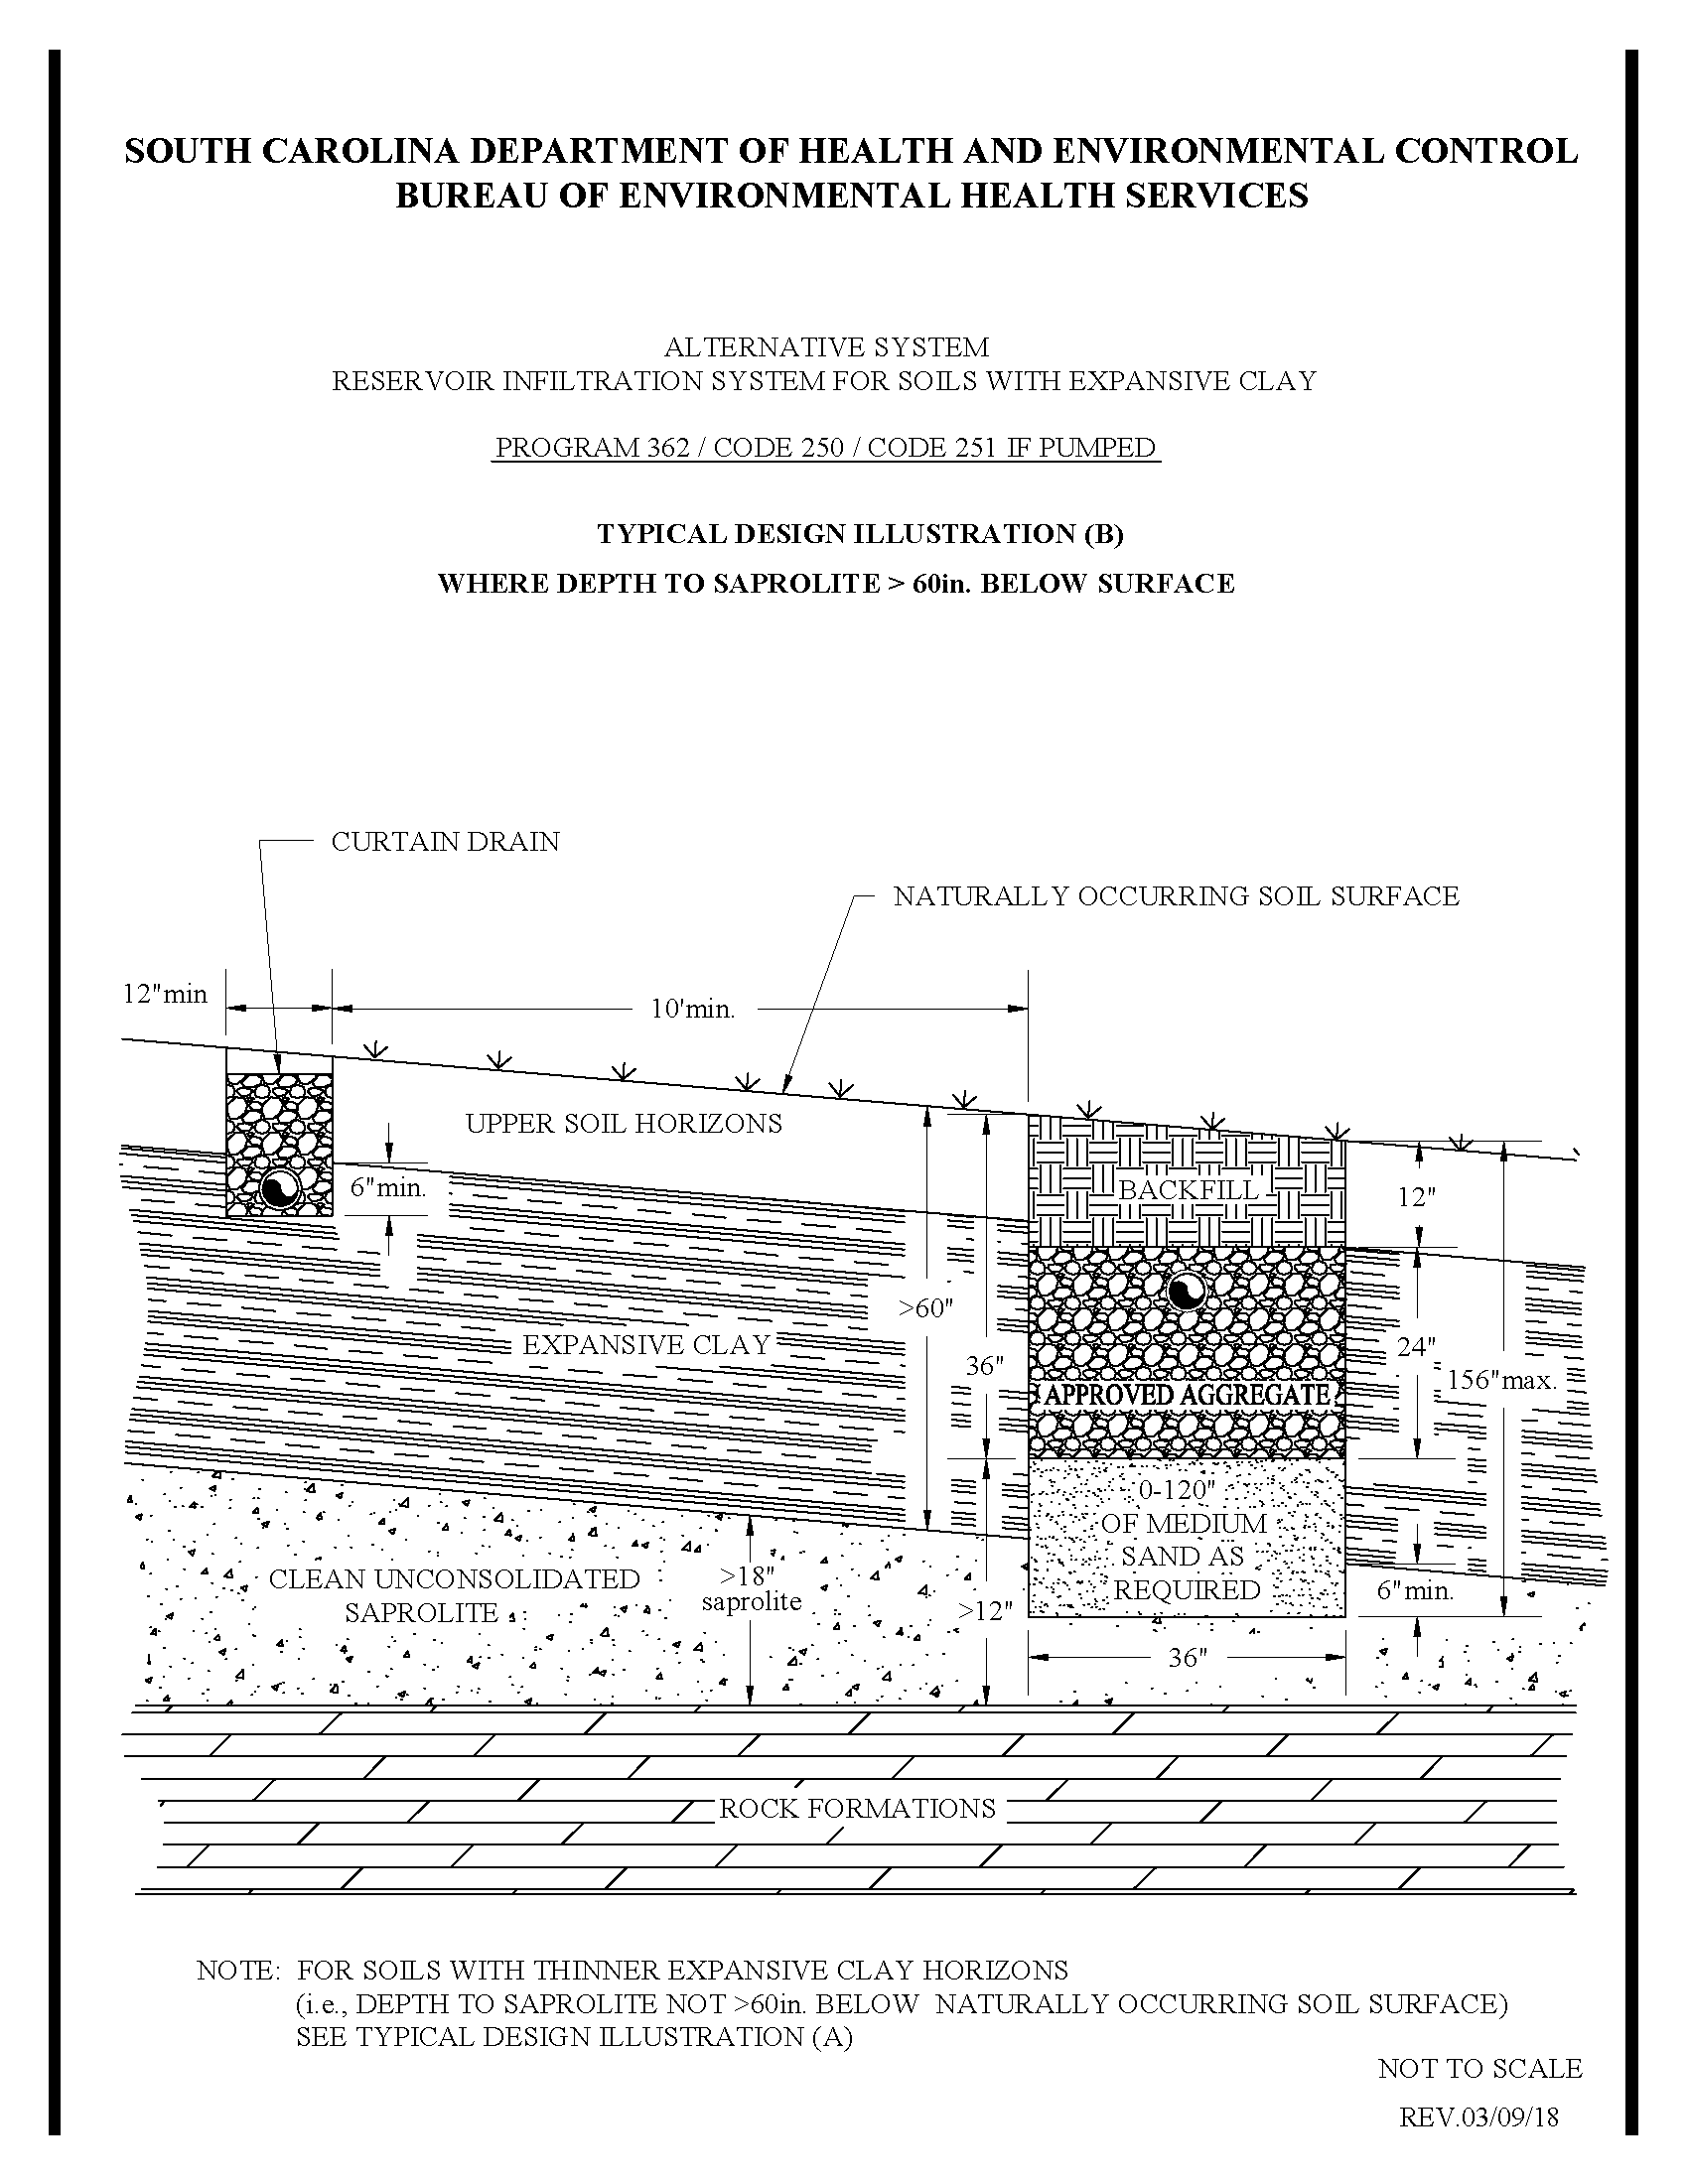 SOUTH CAROLINA DEPARTMENT OF HEALTH AND ENVIRONMENTAL CONTROL
BUREAU OF ENVIRONMENTAL HEALTH SERVICES
ALTERNATIVE SYSTEM
RESERVOIR INFILTRATION SYSTEM FOR SOILS WITH EXPANSIVE CLAY
PROGRAM 362 / CODE 250 / CODE 251 IF PUMPED
TYPICAL DESIGN ILLUSTRATION (B)
WHERE DEPTH TO SAPROLITE > 60in. BELOW SURFACE
CURTAIN DRAIN
NATURALLY OCCURRING SOIL SURFACE
12"min
10'min.
UPPER SOIL HORIZONS
6"min.
BACKFILL
12"
>60"
EXPANSIVE CLAY
36"
24"
156"max.
APPROVED AGGREGATE
0-120"
OF MEDIUM
SAND AS
REQUIRED
CLEAN UNCONSOLIDATED
SAPROLITE
>18"
saprolite
>12"
6"min.
36"
ROCK FORMATIONS
NOTE: FOR SOILS WITH THINNER EXPANSIVE CLAY HORIZONS
(i.e., DEPTH TO SAPROLITE NOT >60in. BELOW NATURALLY OCCURRING SOIL SURFACE)
SEE TYPICAL DESIGN ILLUSTRATION (A)
NOT TO SCALE
REV.03/09/18